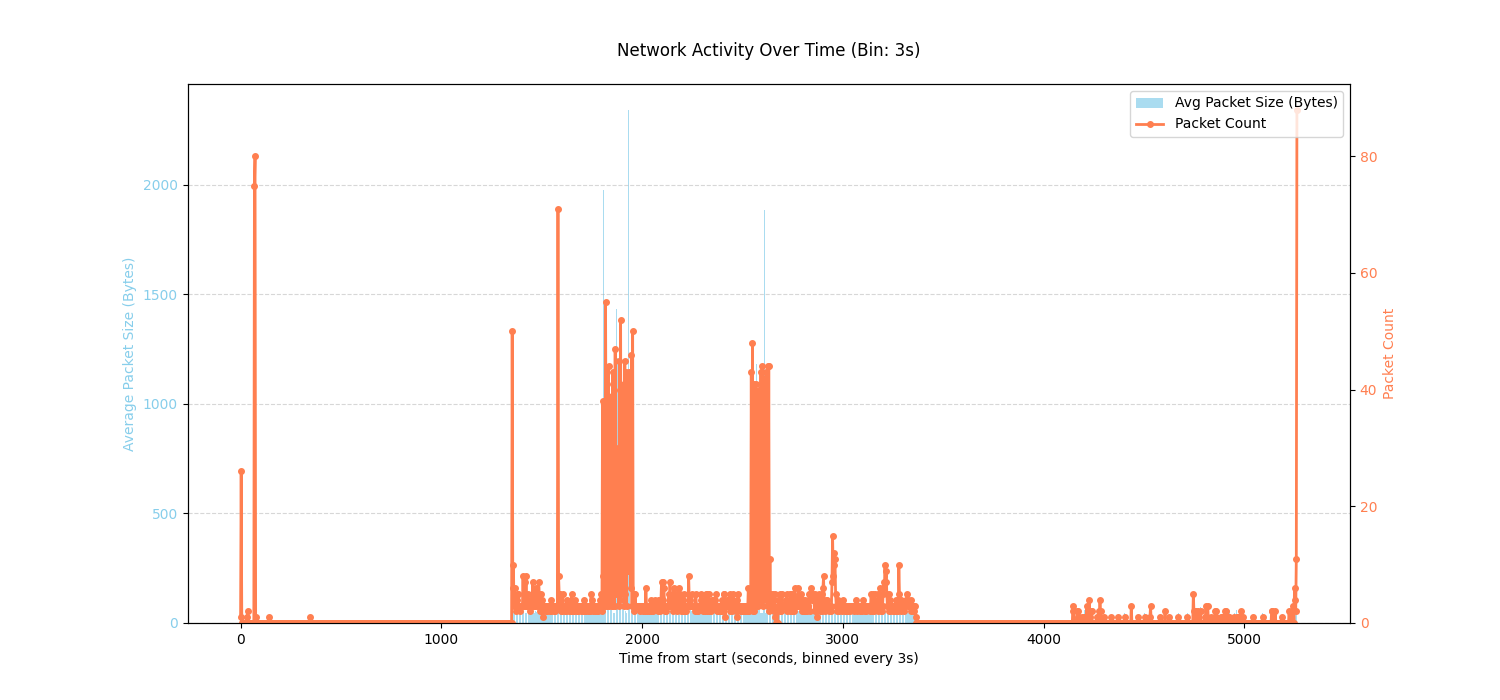 Network Activity Over Time (Bin: 3s)
Avg Packet Size (Bytes)
Packet Count
Average Packet Size (Bytes)
2000
1500
1000
500
0
80
60
40
20
0
Packet Count
0 1000 2000 3000 4000 5000
Time from start (seconds, binned every 3s)